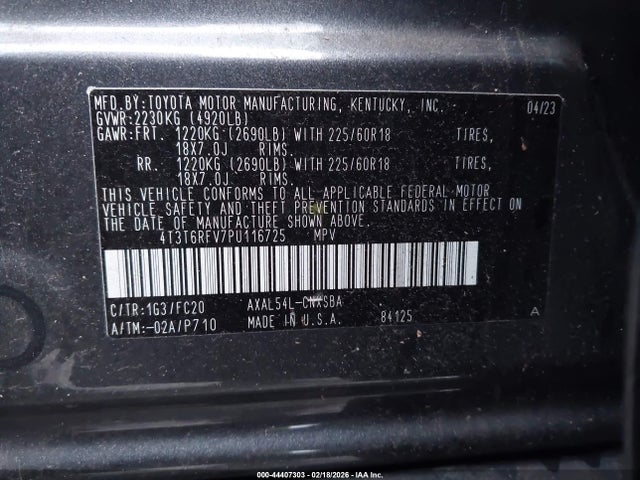 MFD.BY:TOYOTA MOTOR MANUFACTURING, KENTUCKY, INC. 04/23
GVWR:2230KG (4920LB)
GAWR:FRT. 1220KG (2690LB) WITH 225/60R18 TIRES,
18X7.0J RIMS.
RR. 1220KG (2690LB) WITH 225/60R18 TIRES,
18X7.0J RIMS.
THIS VEHICLE CONFORMS TO ALL APPLICABLE FEDERAL MOTOR
VEHICLE SAFETY AND THEFT PREVENTION STANDARDS IN EFFECT ON
THE DATE OF MANUFACTURE SHOWN ABOVE.
4T3T6RFV7PU116725 MPV
C/TR:1G3/FC20 AXAL54L-CNXSBA
A/TM:-02A/P710 MADE IN U.S.A. 84125 A
000-44407303 - 02/18/2026 - IAA Inc.